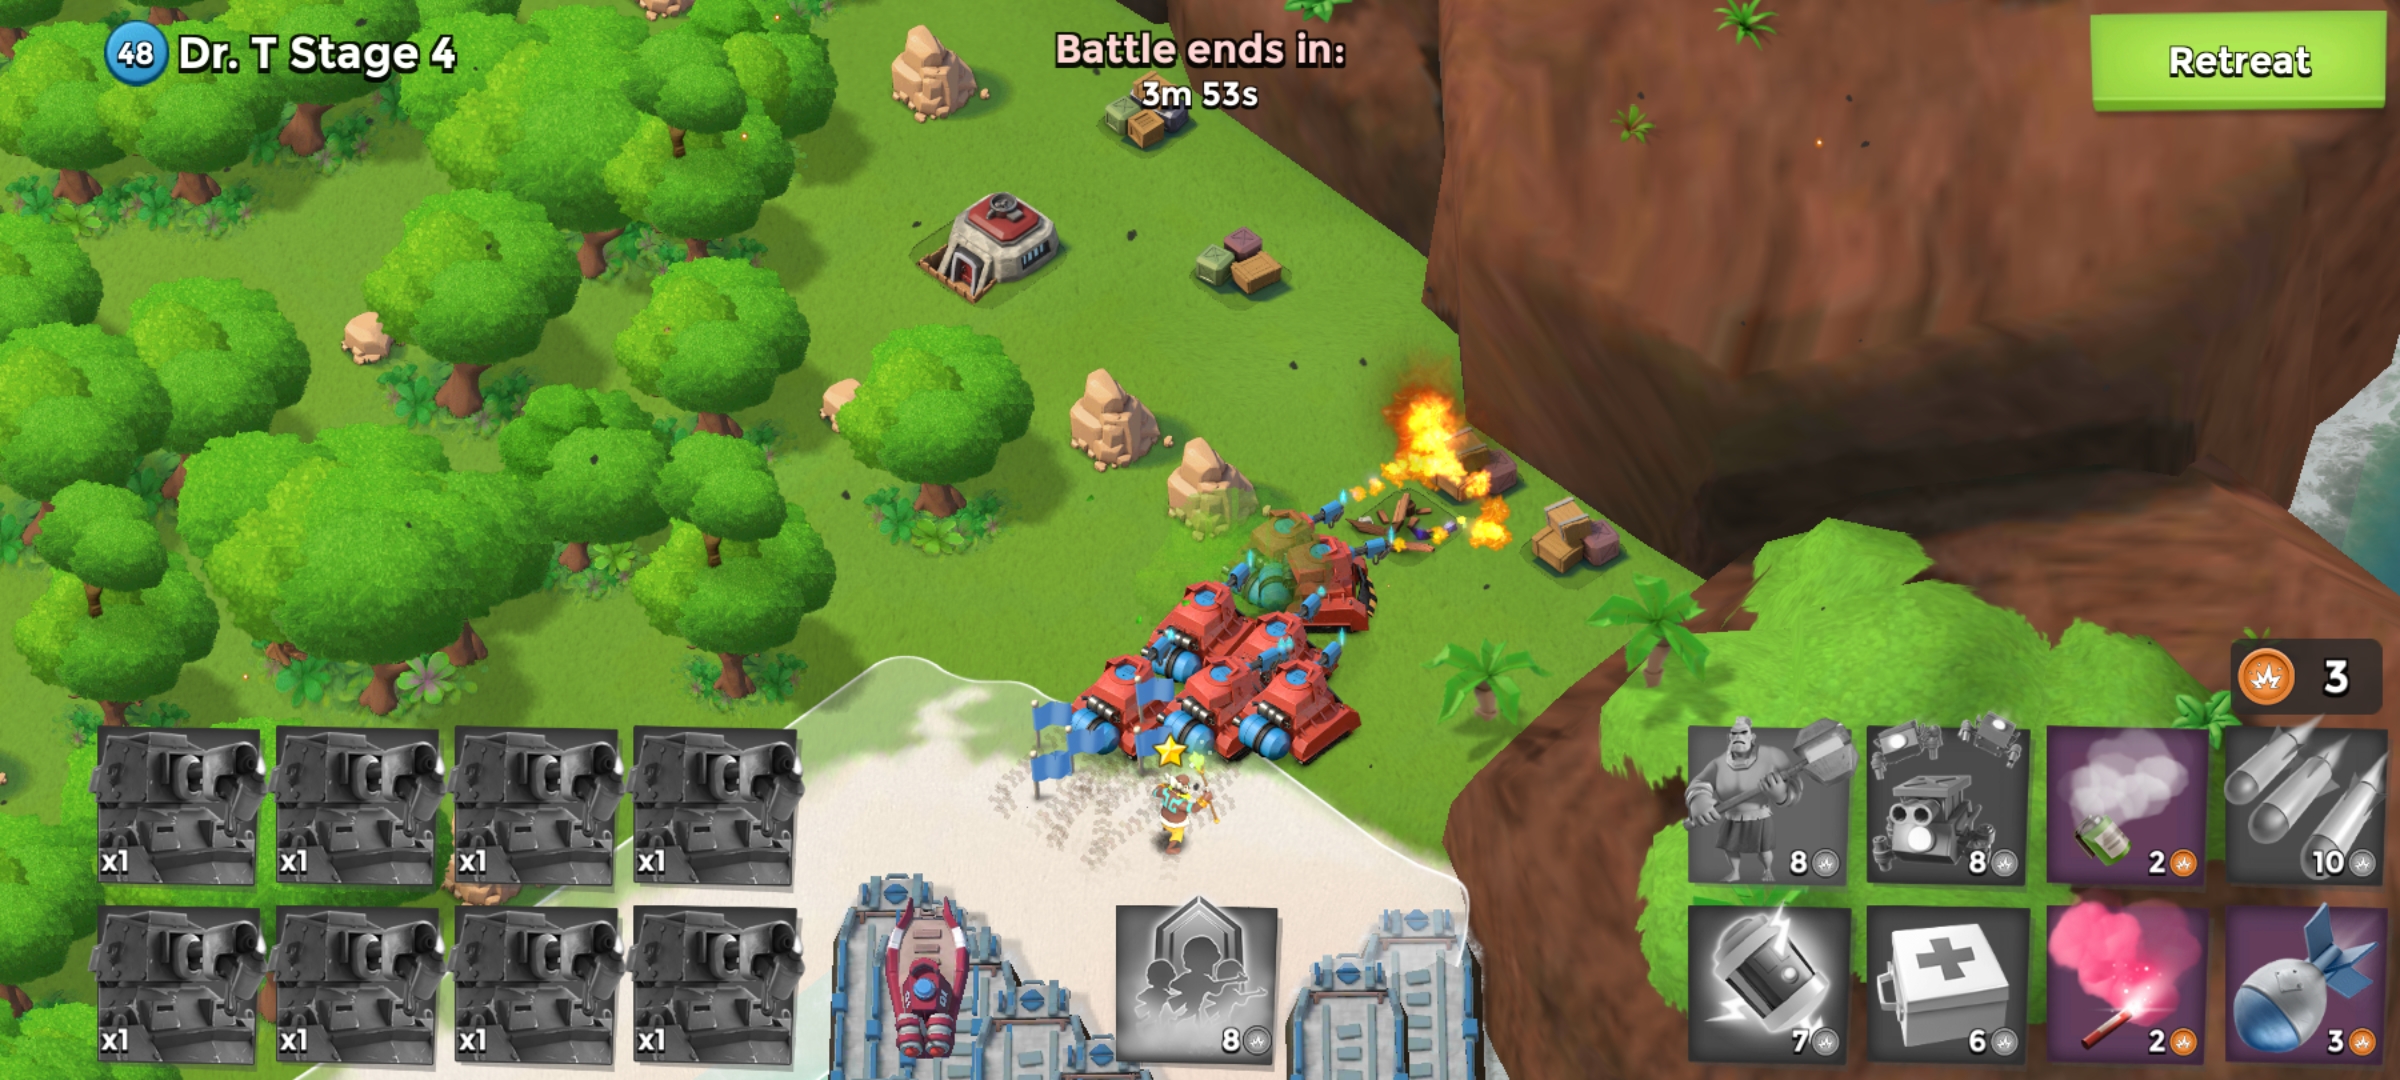 48 Dr. T Stage 4
Battle ends in:
3m 53s
Retreat
3
x1 x1 x1 x1
8 8 2 10
x1 x1 x1 x1
8
7 6 2 3